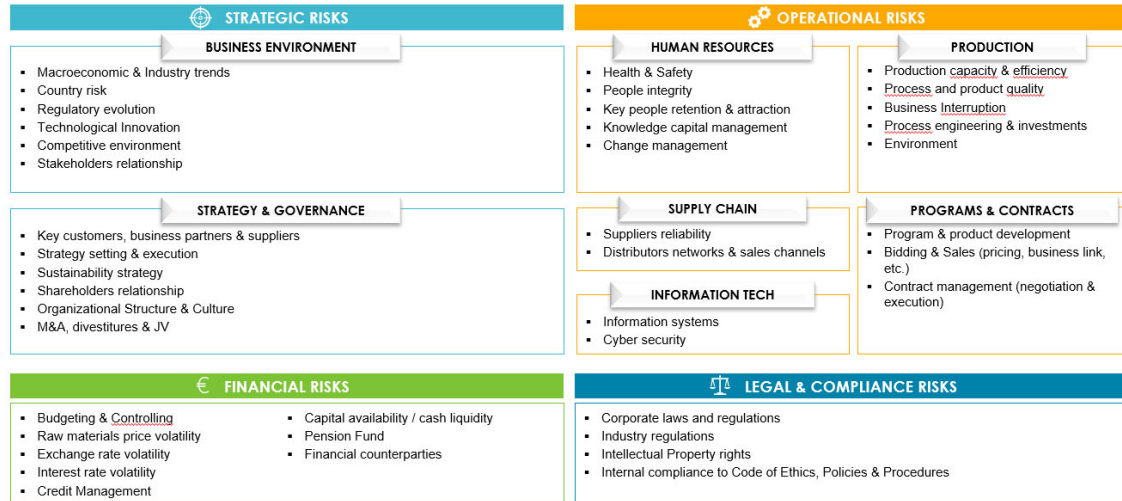 STRATEGIC RISKS
BUSINESS ENVIRONMENT
▪ Macroeconomic & Industry trends
▪ Country risk
▪ Regulatory evolution
▪ Technological Innovation
▪ Competitive environment
▪ Stakeholders relationship
STRATEGY & GOVERNANCE
▪ Key customers, business partners & suppliers
▪ Strategy setting & execution
▪ Sustainability strategy
▪ Shareholders relationship
▪ Organizational Structure & Culture
▪ M&A, divestitures & JV
OPERATIONAL RISKS
HUMAN RESOURCES
▪ Health & Safety
▪ People integrity
▪ Key people retention & attraction
▪ Knowledge capital management
▪ Change management
PRODUCTION
▪ Production capacity & efficiency
▪ Process and product quality
▪ Business Interruption
▪ Process engineering & investments
▪ Environment
SUPPLY CHAIN
▪ Suppliers reliability
▪ Distributors networks & sales channels
INFORMATION TECH
▪ Information systems
▪ Cyber security
PROGRAMS & CONTRACTS
▪ Program & product development
▪ Bidding & Sales (pricing, business link,
etc.)
▪ Contract management (negotiation &
execution)
€ FINANCIAL RISKS
▪ Budgeting & Controlling
▪ Raw materials price volatility
▪ Exchange rate volatility
▪ Interest rate volatility
▪ Credit Management
▪ Capital availability / cash liquidity
▪ Pension Fund
▪ Financial counterparties
LEGAL & COMPLIANCE RISKS
▪ Corporate laws and regulations
▪ Industry regulations
▪ Intellectual Property rights
▪ Internal compliance to Code of Ethics, Policies & Procedures